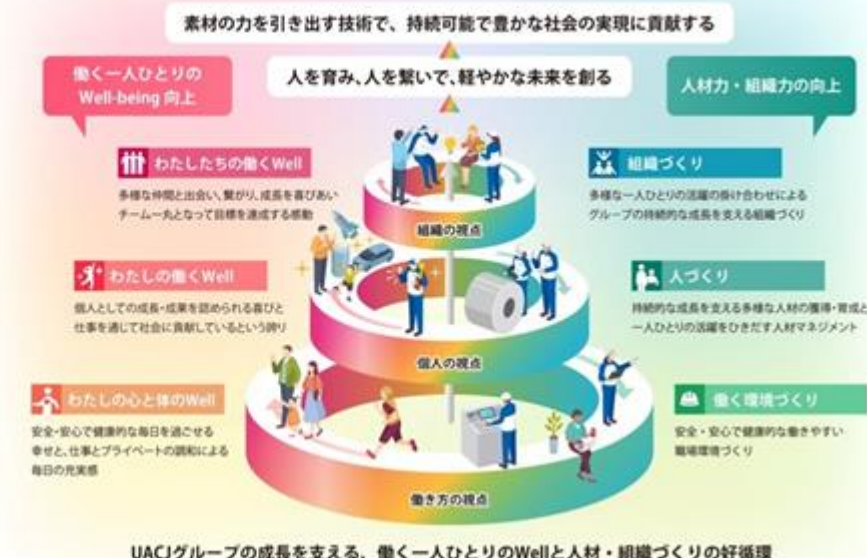 素材の力を引き出す技術で、持続可能で豊かな社会の実現に貢献する
人を育み、人を繋いで、軽やかな未来を創る
働く一人ひとりの
Well-being 向上
人材力・組織力の向上
わたしたちの働くWell
多様な仲間と出会い、繋がり、成長を喜びあい
チーム一丸となって目標を達成する感動
組織づくり
多様な一人ひとりの活躍の掛け合わせによる
グループの持続的な成長を支える組織づくり
組織の視点
わたしの働くWell
個人としての成長・成果を認められる喜びと
仕事を通じて社会に貢献しているという誇り
人づくり
持続的な成長を支える多様な人材の獲得・育成と
一人ひとりの活躍をひきだす人材マネジメント
個人の視点
わたしの心と体のWell
安全・安心で健康的な毎日を過ごせる
幸せと、仕事とプライベートの調和による
毎日の充実感
働く環境づくり
安全・安心で健康的な働きやすい
職場環境づくり
働き方の視点
UACJグループの成長を支える、働く一人ひとりのWellと人材・組織づくりの好循環